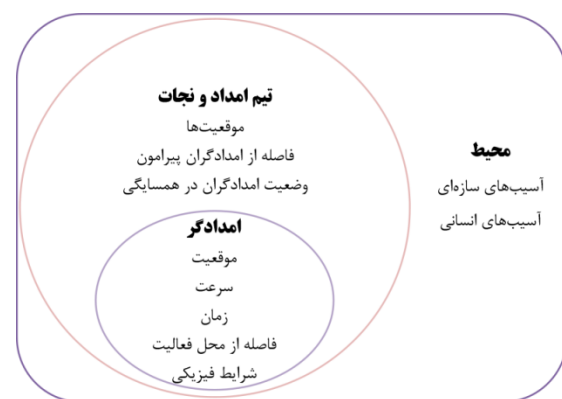 تیم امداد و نجات
موقعیت‌ها
فاصله از امدادگران پیرامون
وضعیت امدادگران در همسایگی
امدادگر
موقعیت
سرعت
زمان
فاصله از محل فعالیت
شرایط فیزیکی
محیط
آسیب‌های سازه‌ای
آسیب‌های انسانی